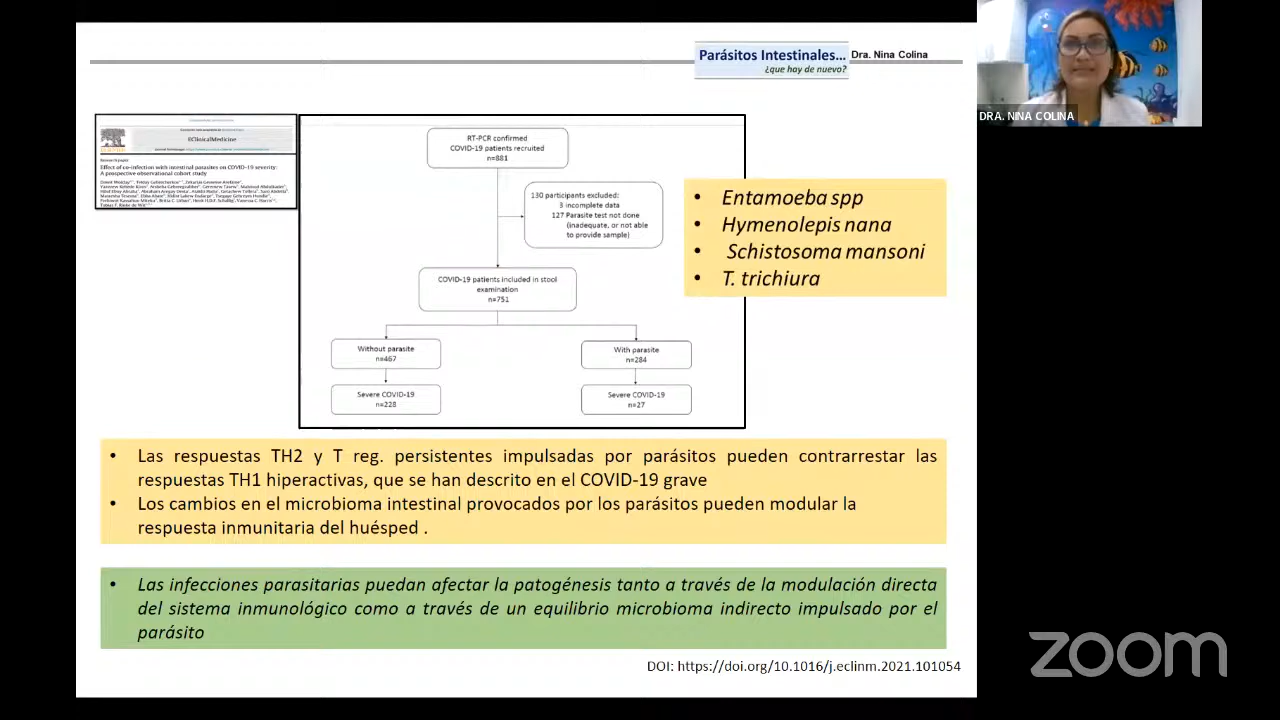 Parásitos Intestinales... Dra. Nina Colina
¿que hay de nuevo?
DRA. NINA COLINA
EClinicalMedicine
Effect of co-infection with intestinal parasites on COVID-19 severity:
A prospective observational cohort study
RT-PCR confirmed
COVID-19 patients recruited
n=881
130 participants excluded:
3 incomplete data
127 Parasite test not done
(inadequate, or not able
to provide sample)
COVID-19 patients included in stool
examination
n=751
Without parasite
n=467
With parasite
n=284
Severe COVID-19
n=228
Severe COVID-19
n=27
• Entamoeba spp
• Hymenolepis nana
• Schistosoma mansoni
• T. trichiura
• Las respuestas TH2 y T reg. persistentes impulsadas por parásitos pueden contrarrestar las
respuestas TH1 hiperactivas, que se han descrito en el COVID-19 grave
• Los cambios en el microbioma intestinal provocados por los parásitos pueden modular la
respuesta inmunitaria del huésped .
• Las infecciones parasitarias puedan afectar la patogénesis tanto a través de la modulación directa
del sistema inmunológico como a través de un equilibrio microbioma indirecto impulsado por el
parásito
DOI: https://doi.org/10.1016/j.eclinm.2021.101054
zoom